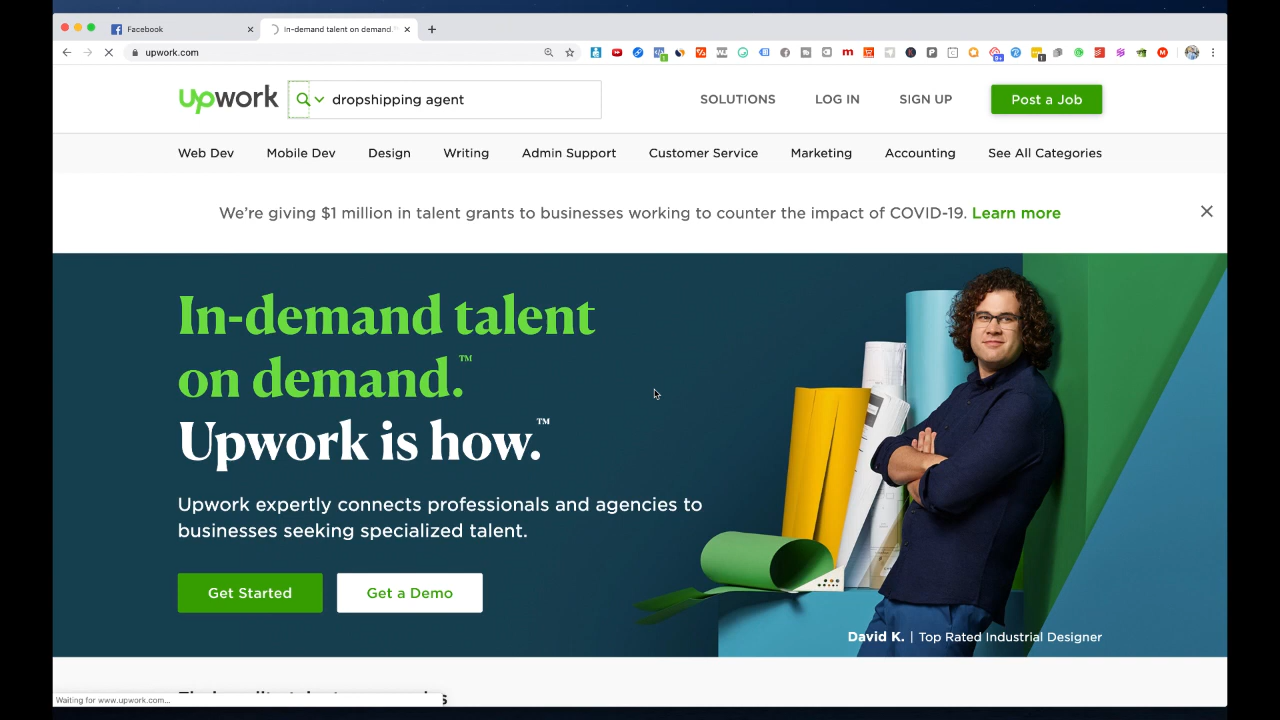 Facebook
In-demand talent on demand.
upwork.com
upwork
dropshipping agent
SOLUTIONS
LOG IN
SIGN UP
Post a Job
Web Dev
Mobile Dev
Design
Writing
Admin Support
Customer Service
Marketing
Accounting
See All Categories
We’re giving $1 million in talent grants to businesses working to counter the impact of COVID-19. Learn more
In-demand talent
on demand.™
Upwork is how.™
Upwork expertly connects professionals and agencies to
businesses seeking specialized talent.
Get Started
Get a Demo
David K. | Top Rated Industrial Designer
Waiting for www.upwork.com...